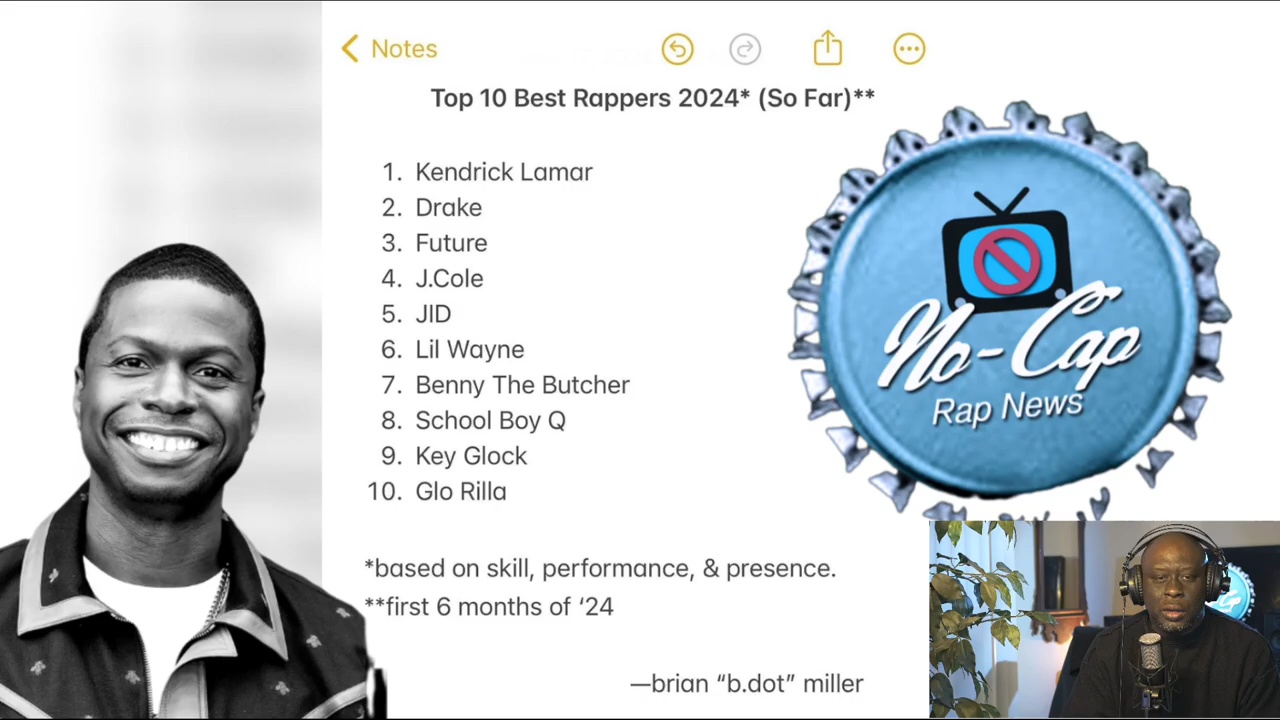 Notes
Top 10 Best Rappers 2024* (So Far)**
1. Kendrick Lamar
2. Drake
3. Future
4. J.Cole
5. JID
6. Lil Wayne
7. Benny The Butcher
8. School Boy Q
9. Key Glock
10. Glo Rilla
*based on skill, performance, & presence.
**first 6 months of ‘24
—brian “b.dot” miller
No-Cap
Rap News